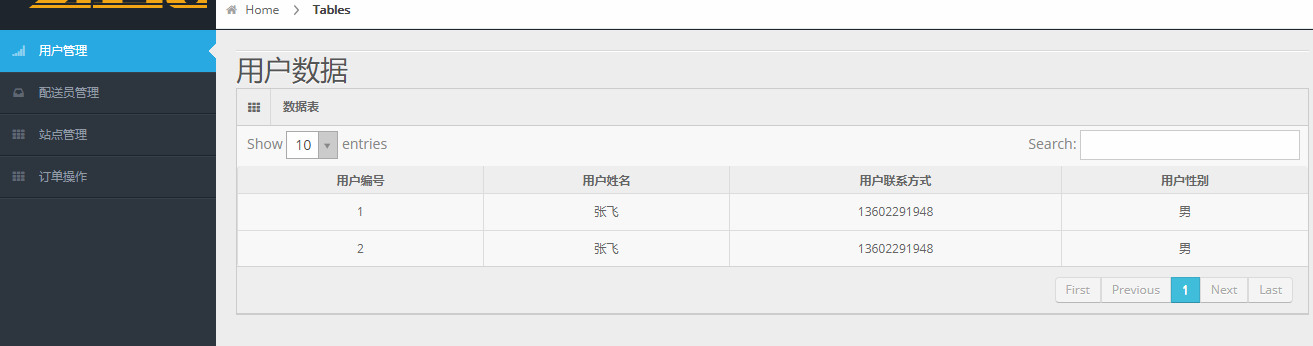 Home > Tables
用户管理
配送员管理
站点管理
订单操作
用户数据
数据表
Show 10 entries Search:
用户编号 用户姓名 用户联系方式 用户性别
1 张飞 13602291948 男
2 张飞 13602291948 男
First Previous 1 Next Last